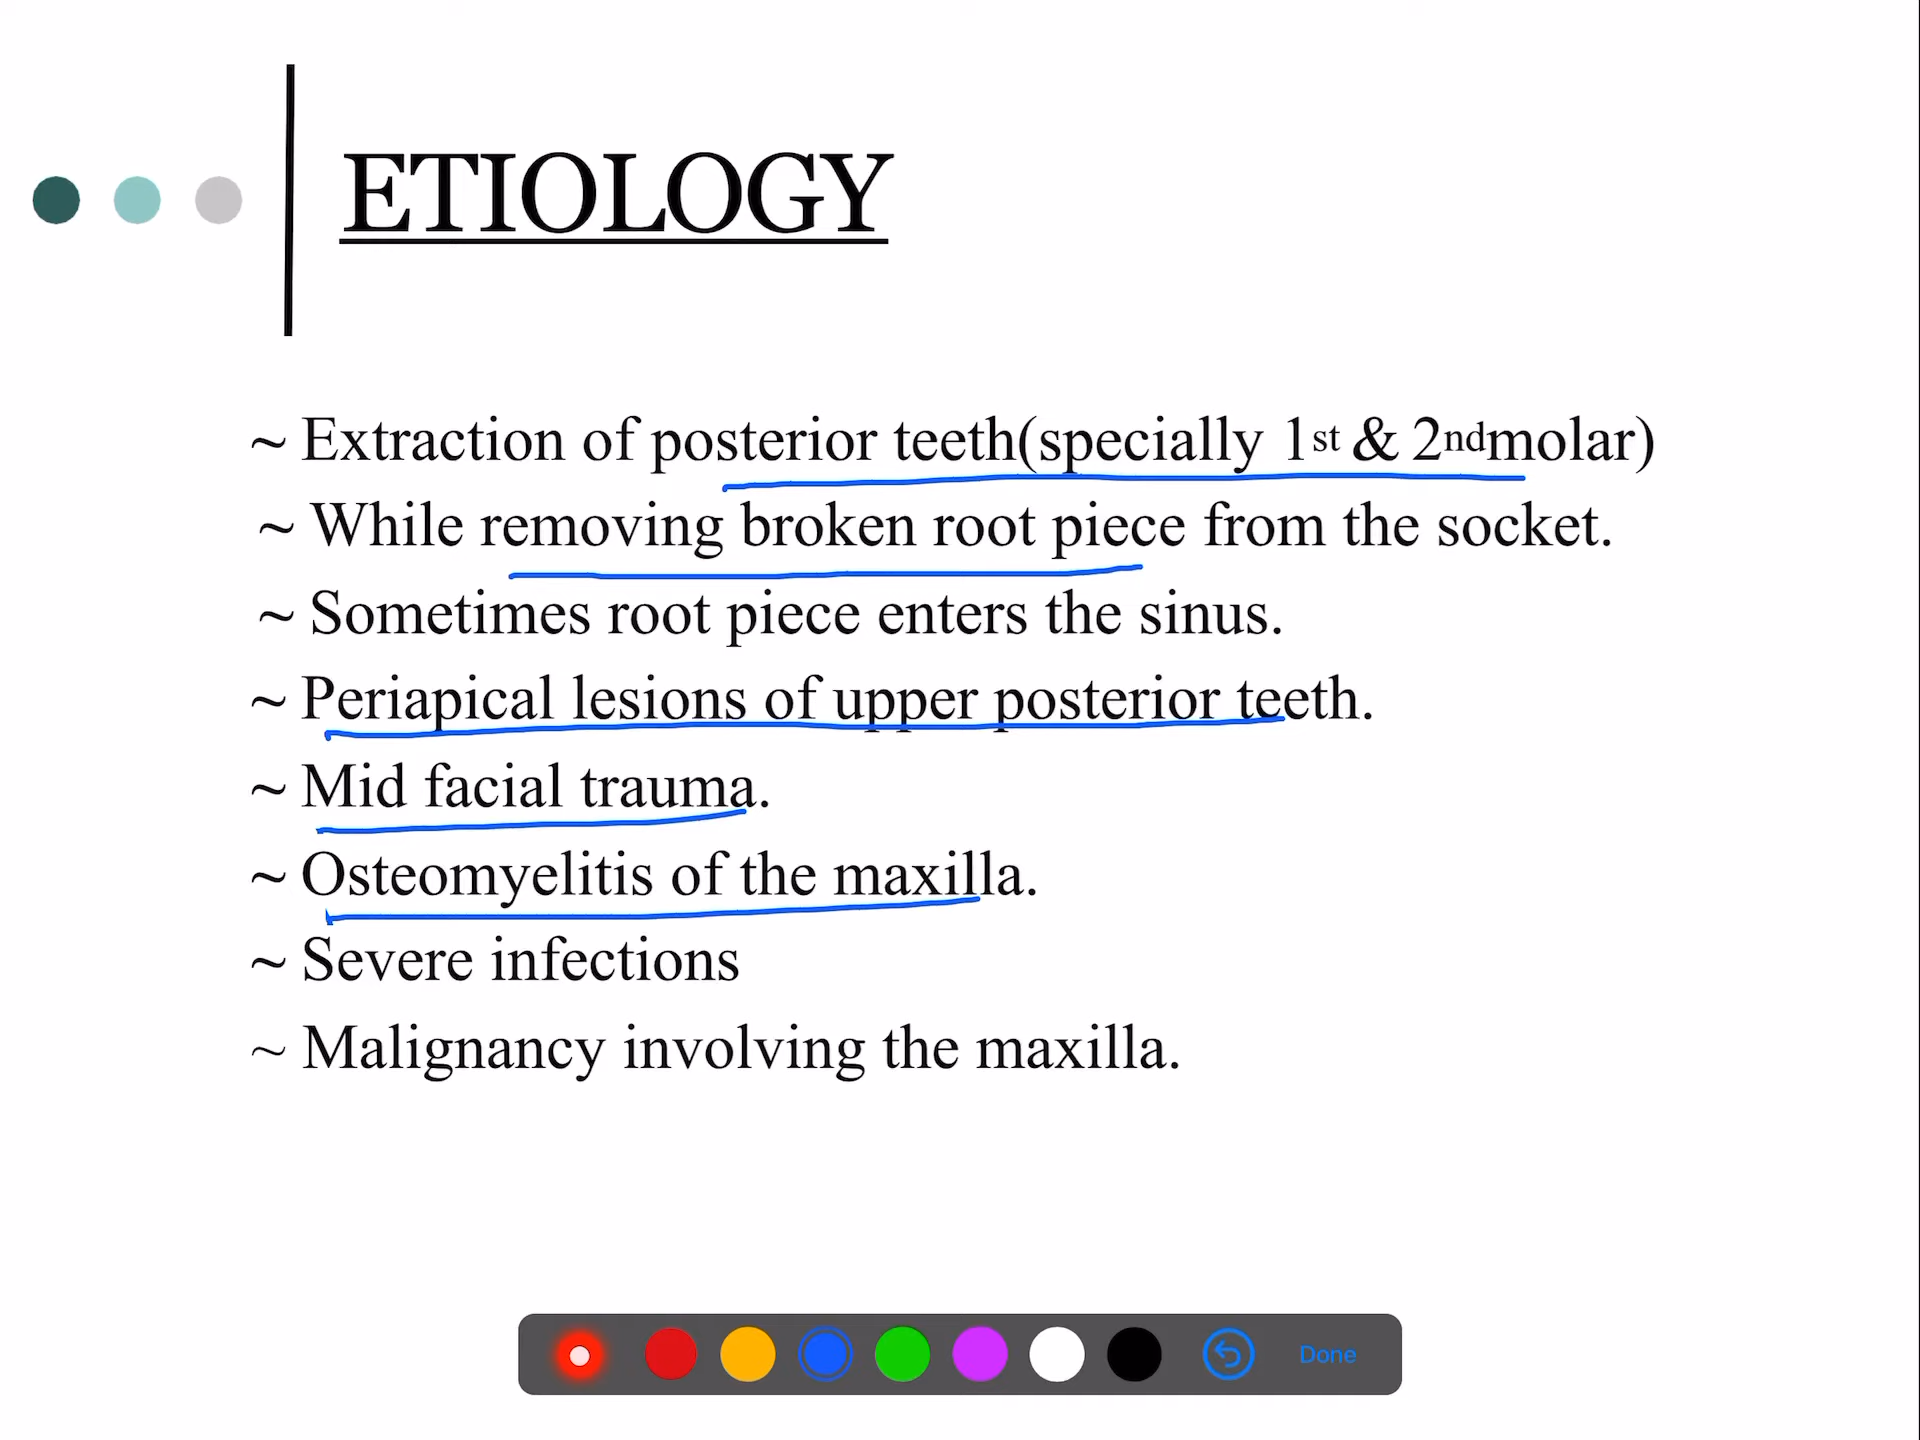 ETIOLOGY
~ Extraction of posterior teeth(specially 1st & 2ndmolar)
~ While removing broken root piece from the socket.
~ Sometimes root piece enters the sinus.
~ Periapical lesions of upper posterior teeth.
~ Mid facial trauma.
~ Osteomyelitis of the maxilla.
~ Severe infections
~ Malignancy involving the maxilla.
Done